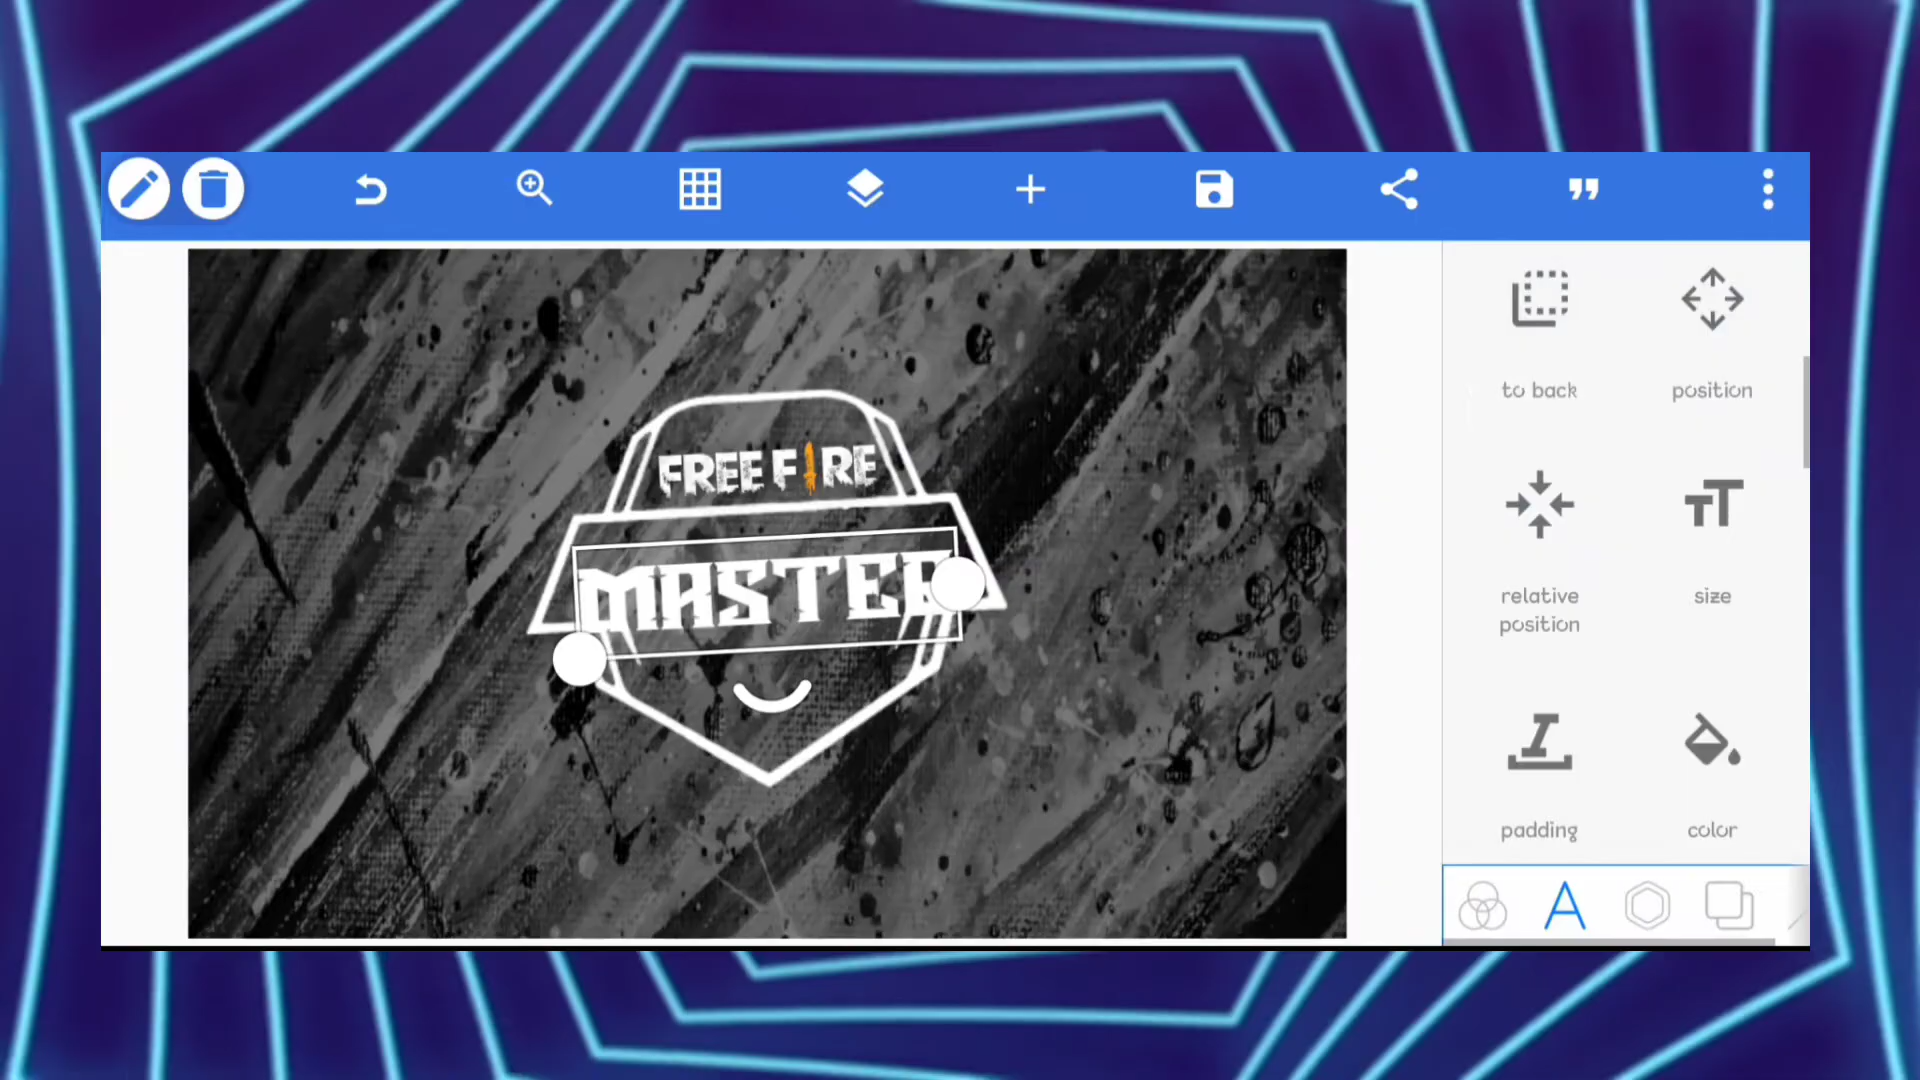 to back
position
FREE FIRE
MASTER
relative
position
size
padding
color